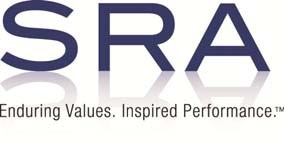 SRA
Enduring Values. Inspired Performance.™